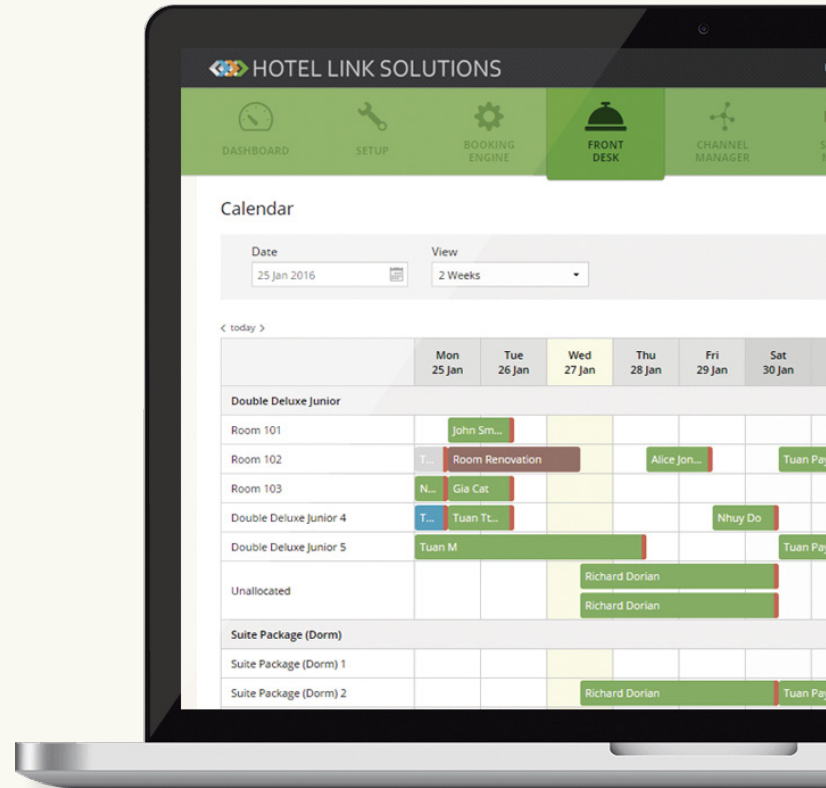 HOTEL LINK SOLUTIONS
DASHBOARD
SETUP
BOOKING
ENGINE
FRONT
DESK
CHANNEL
MANAGER
Calendar
Date
View
25 Jan 2016
2 Weeks
< today >
Mon Tue Wed Thu Fri Sat
25 Jan 26 Jan 27 Jan 28 Jan 29 Jan 30 Jan
Double Deluxe Junior
Room 101 John Sm...
Room 102 T... Room Renovation Alice Jon... Tuan Pay
Room 103 N... Gia Cat
Double Deluxe Junior 4 T... Tuan Tt... Nhuy Do
Double Deluxe Junior 5 Tuan M Tuan Pay
Richard Dorian
Unallocated
Richard Dorian
Suite Package (Dorm)
Suite Package (Dorm) 1
Suite Package (Dorm) 2 Richard Dorian Tuan Pay